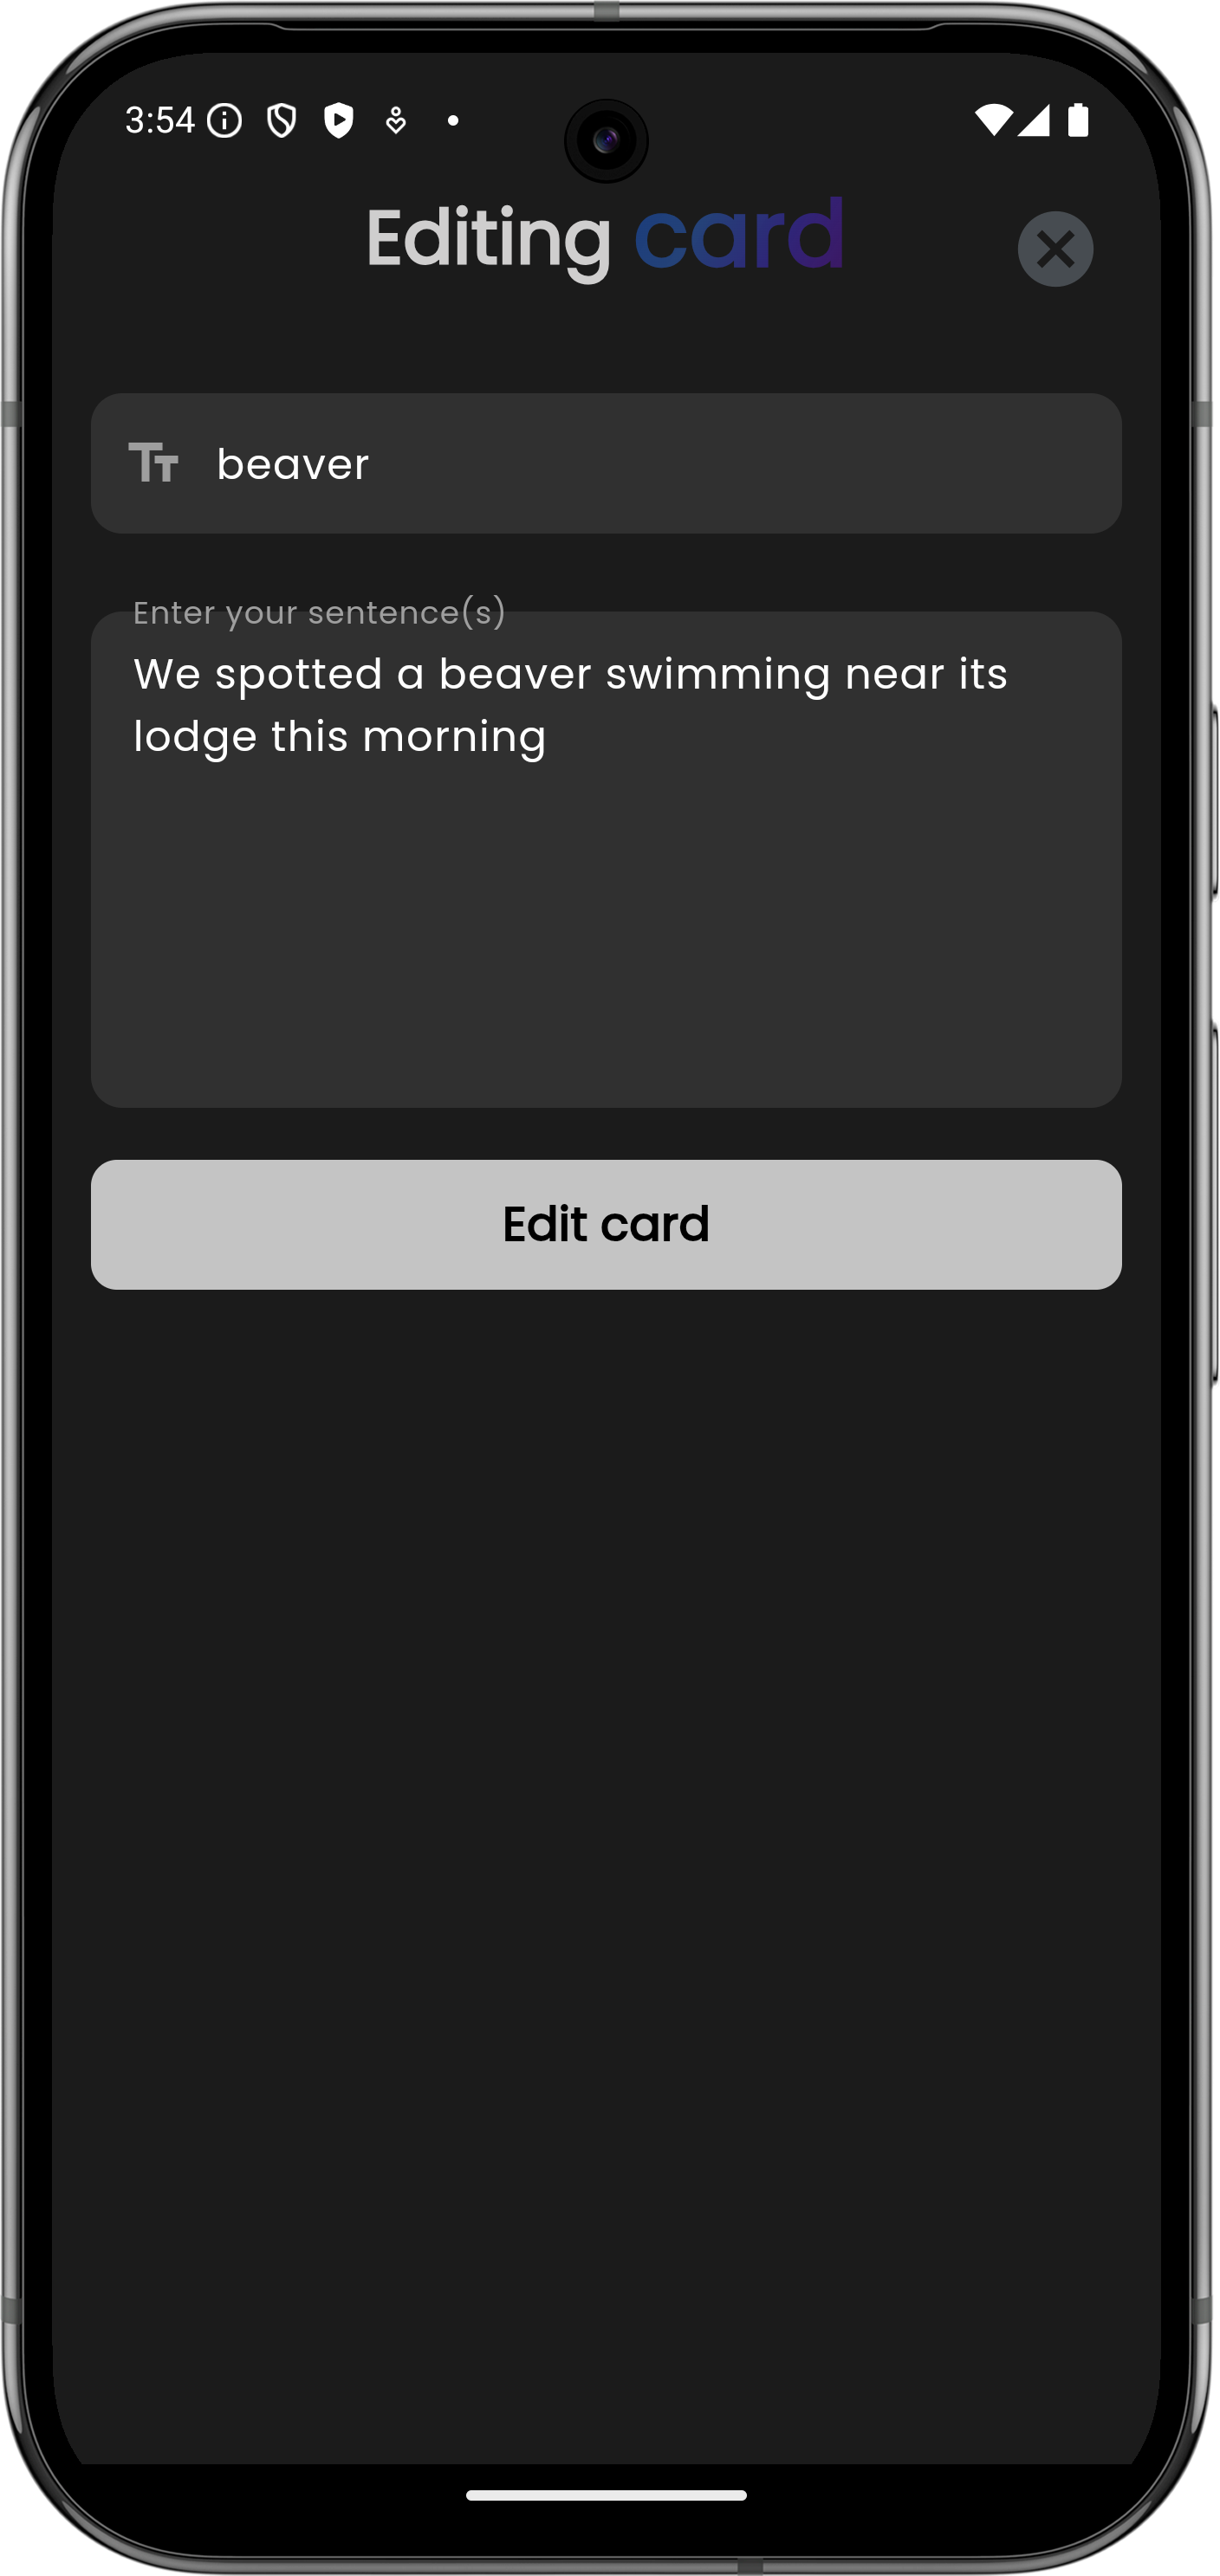 3:54
Editing card
beaver
Enter your sentence(s)
We spotted a beaver swimming near its
lodge this morning
Edit card